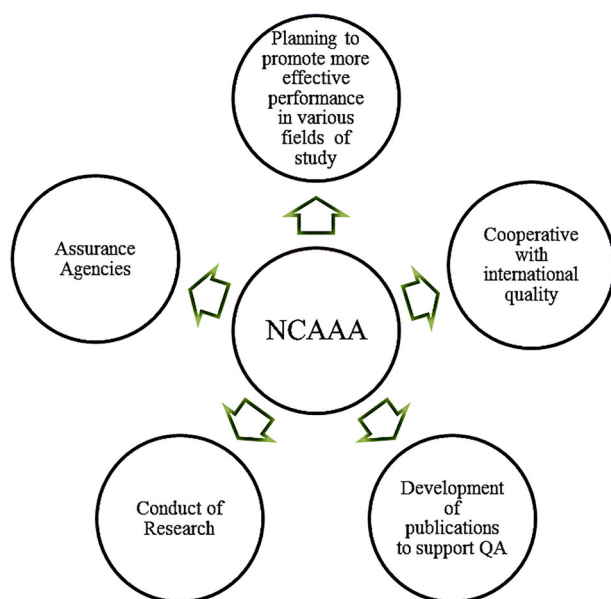 Planning to
promote more
effective
performance
in various
fields of
study
Assurance
Agencies
Cooperative
with
international
quality
NCAAA
Conduct of
Research
Development
of
publications
to support QA